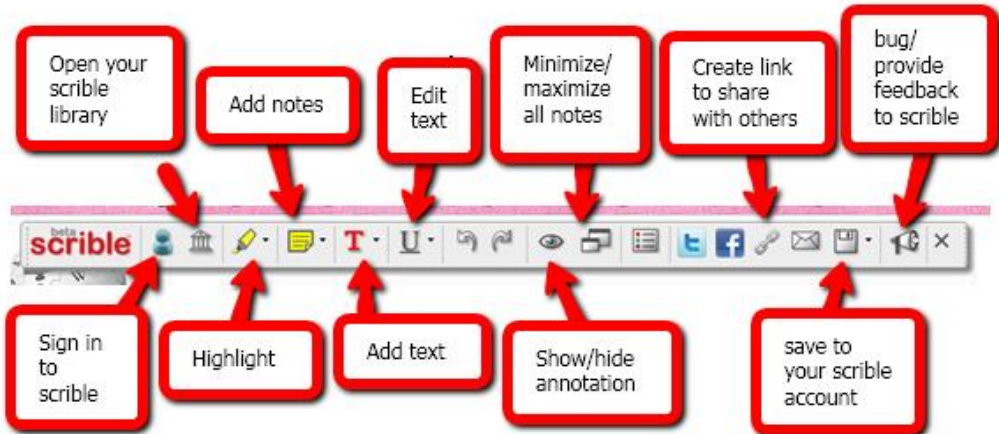 Open your
scrible
library
Add notes
Edit
text
Minimize/
maximize
all notes
Create link
to share
with others
bug/
provide
feedback
to scrible
beta
scrible
T
U
t
f
Sign in
to
scrible
Highlight
Add text
Show/hide
annotation
save to
your scrible
account